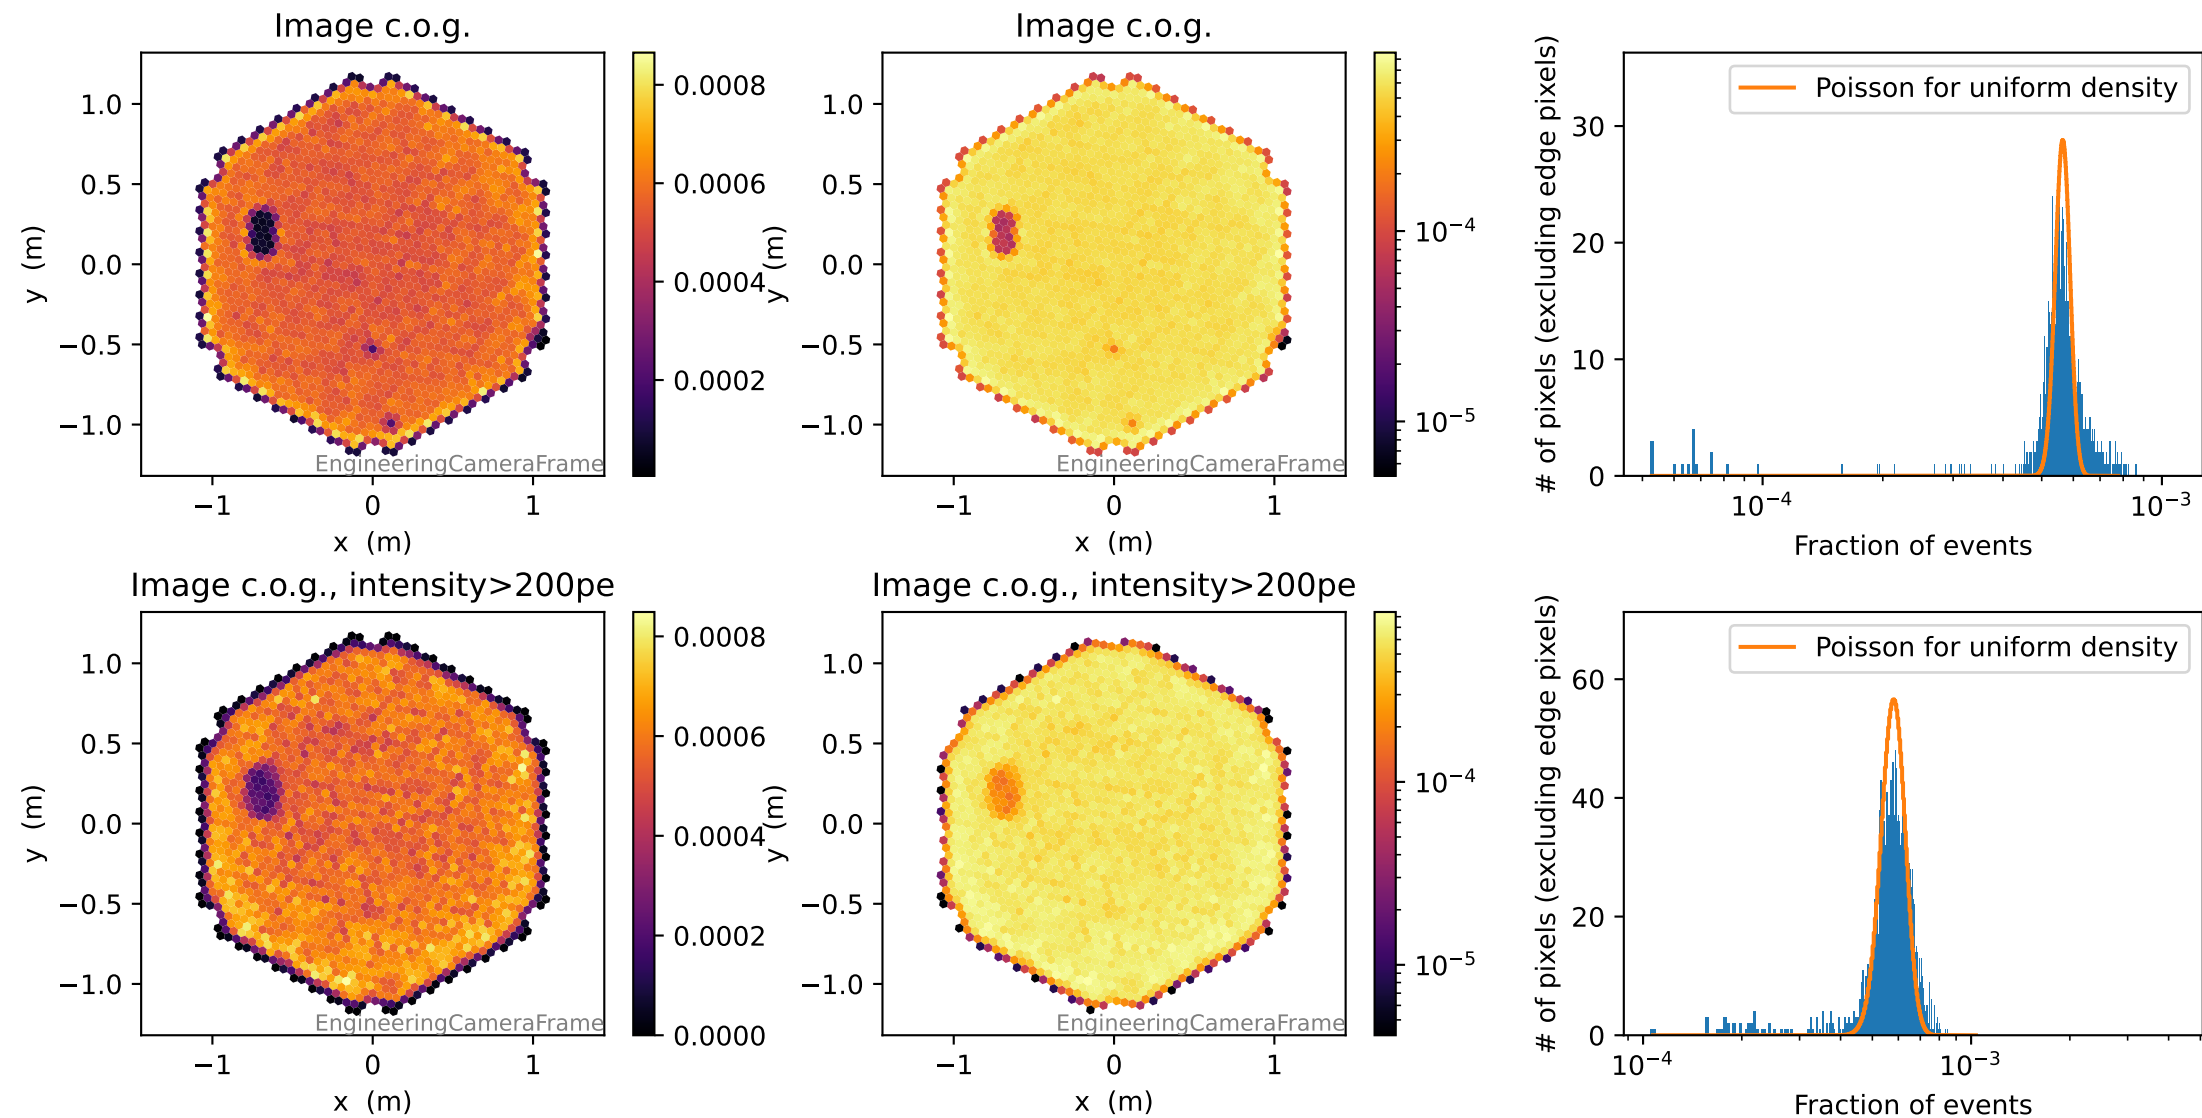 Image c.o.g.
y (m)
1.0
0.5
0.0
−0.5
−1.0
−1 0 1
x (m)
EngineeringCameraFrame
0.0008
0.0006
0.0004
0.0002
Image c.o.g.
y (m)
1.0
0.5
0.0
−0.5
−1.0
−1 0 1
x (m)
EngineeringCameraFrame
10−4
10−5
# of pixels (excluding edge pixels)
30
20
10
0
Poisson for uniform density
10−4 10−3
Fraction of events
Image c.o.g., intensity>200pe
y (m)
1.0
0.5
0.0
−0.5
−1.0
−1 0 1
x (m)
EngineeringCameraFrame
0.0008
0.0006
0.0004
0.0002
0.0000
Image c.o.g., intensity>200pe
y (m)
1.0
0.5
0.0
−0.5
−1.0
−1 0 1
x (m)
EngineeringCameraFrame
10−4
10−5
# of pixels (excluding edge pixels)
60
40
20
0
Poisson for uniform density
10−4 10−3
Fraction of events